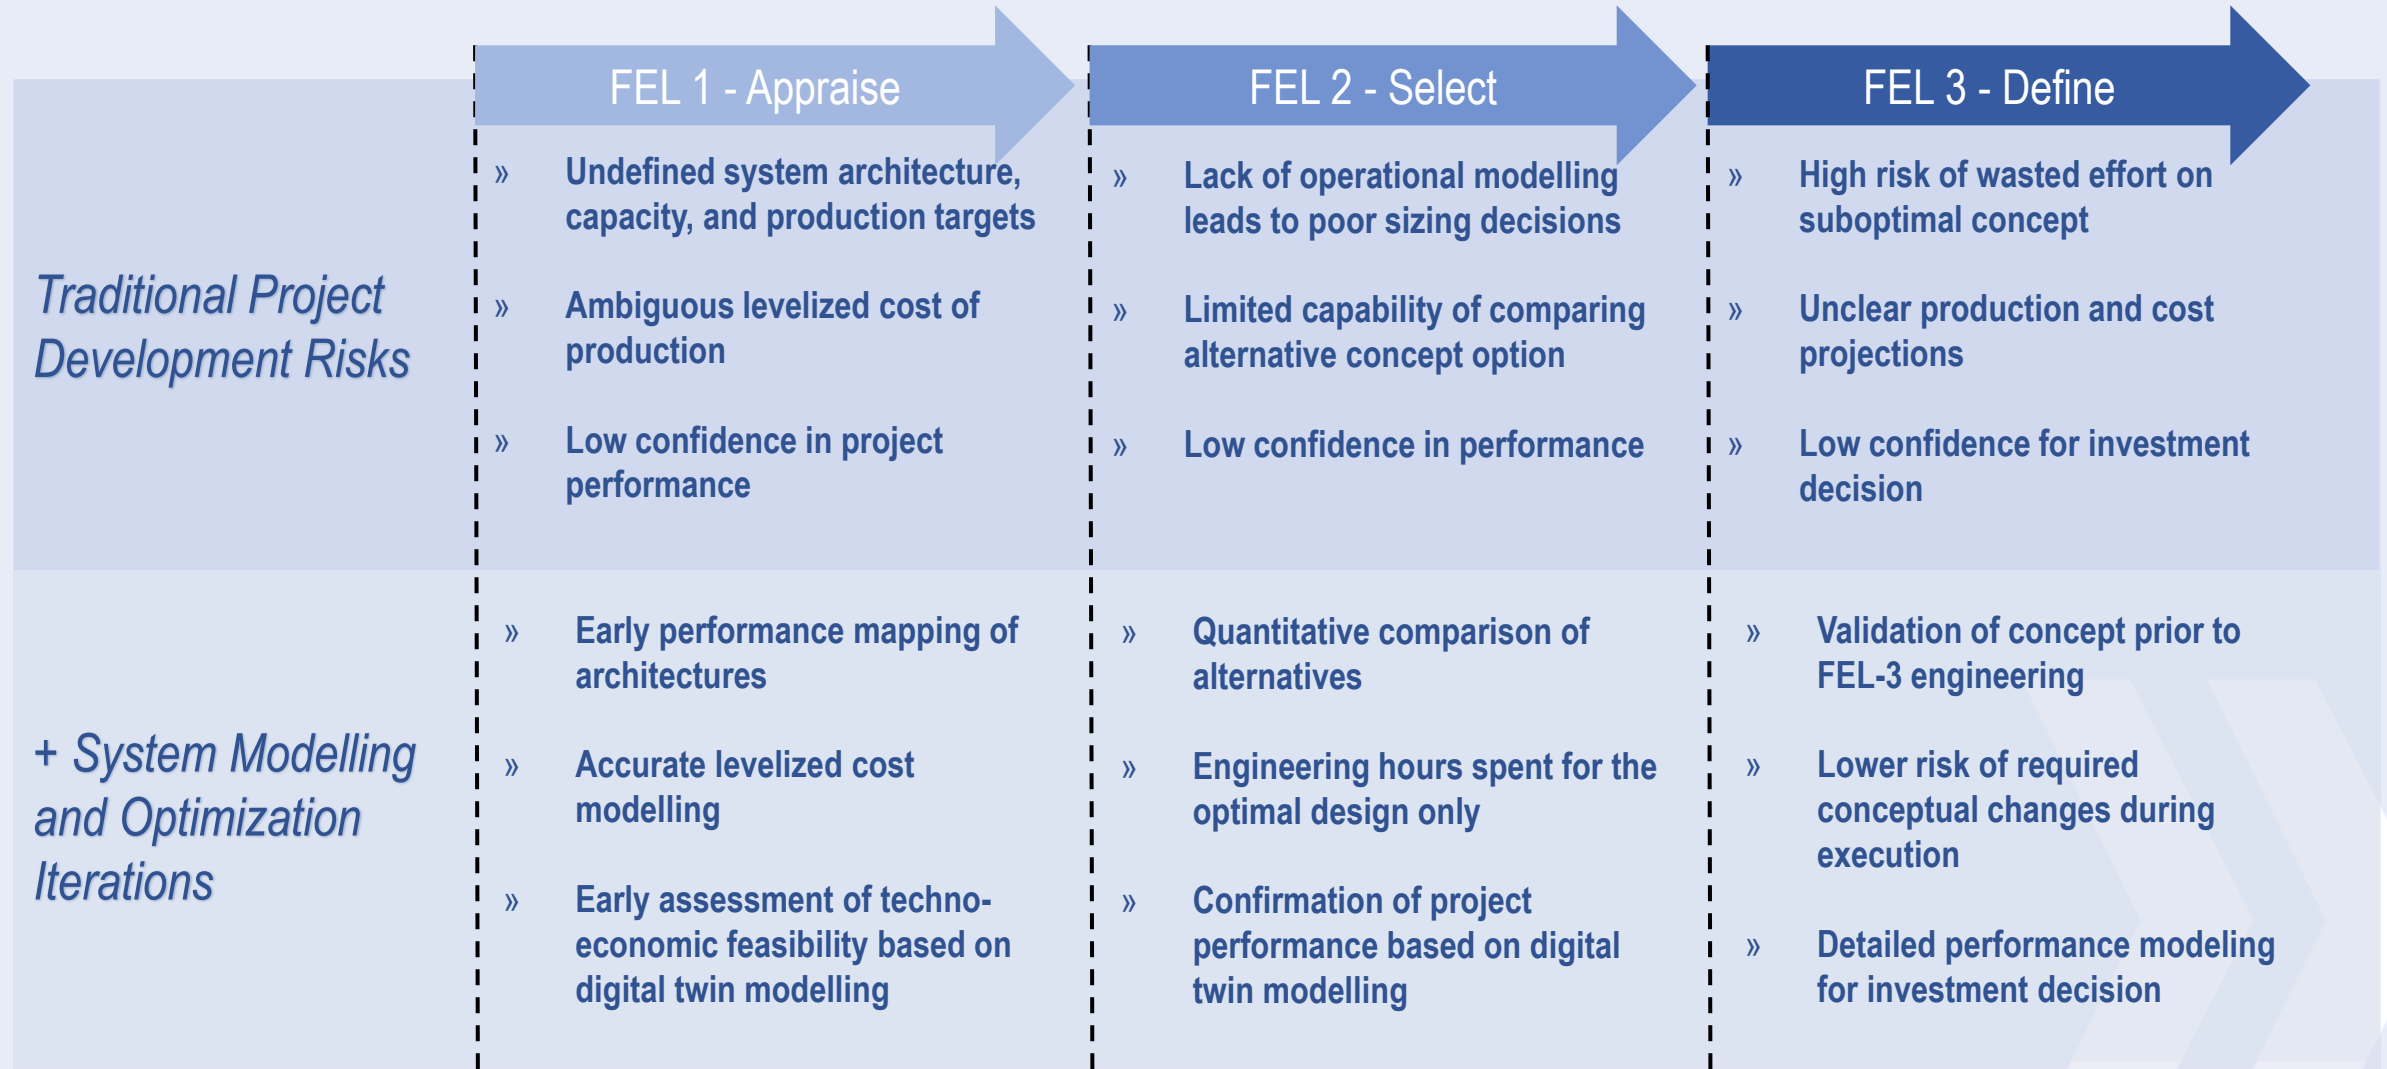 FEL 1 - Appraise
FEL 2 - Select
FEL 3 - Define
Traditional Project
Development Risks
» Undefined system architecture,
capacity, and production targets
» Ambiguous levelized cost of
production
» Low confidence in project
performance
» Lack of operational modelling
leads to poor sizing decisions
» Limited capability of comparing
alternative concept option
» Low confidence in performance
» High risk of wasted effort on
suboptimal concept
» Unclear production and cost
projections
» Low confidence for investment
decision
+ System Modelling
and Optimization
Iterations
» Early performance mapping of
architectures
» Accurate levelized cost
modelling
» Early assessment of techno-
economic feasibility based on
digital twin modelling
» Quantitative comparison of
alternatives
» Engineering hours spent for the
optimal design only
» Confirmation of project
performance based on digital
twin modelling
» Validation of concept prior to
FEL-3 engineering
» Lower risk of required
conceptual changes during
execution
» Detailed performance modeling
for investment decision